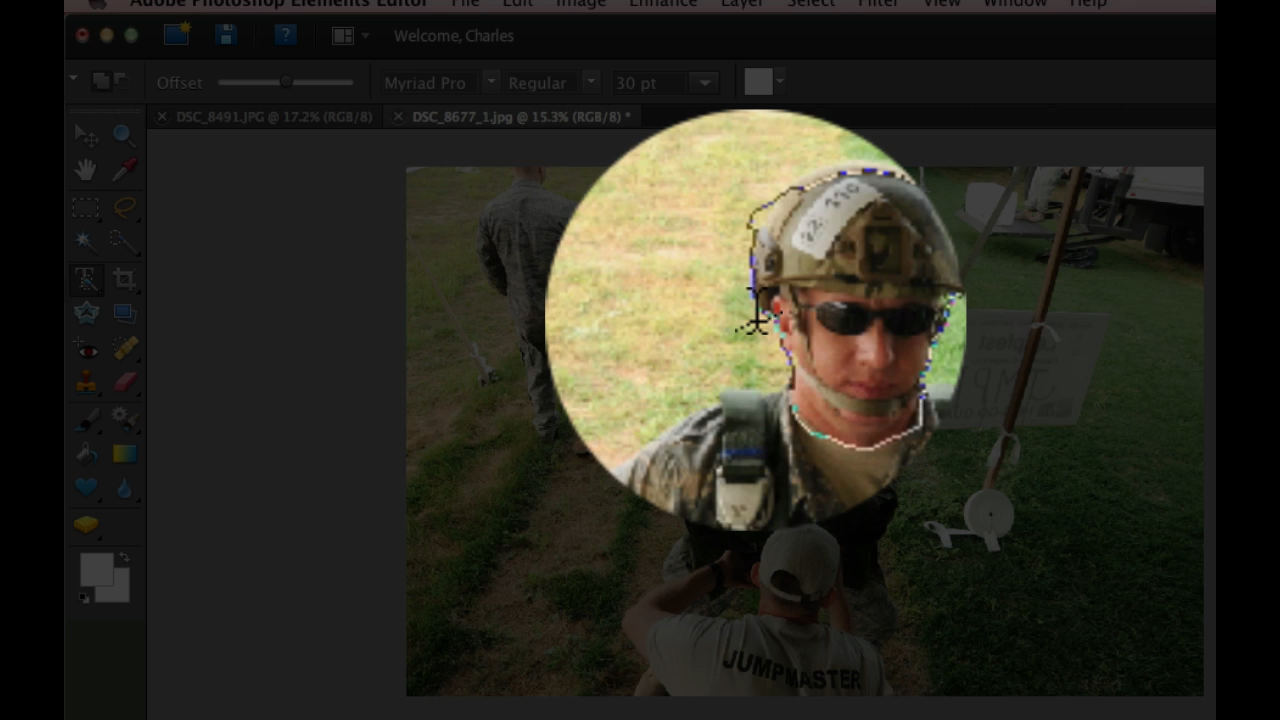 Adobe Photoshop Elements Editor File Edit Image Enhance Layer Select Filter View Window Help
Welcome, Charles
Offset Myriad Pro Regular 30 pt
DSC_8491.JPG @ 17.2% (RGB/8) DSC_8677_1.jpg @ 15.3% (RGB/8) *
JUMPMASTER